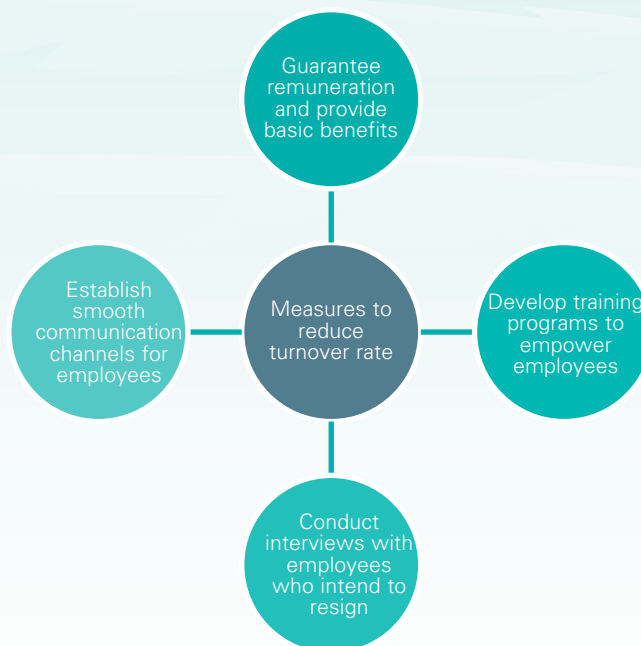 Guarantee
remuneration
and provide
basic benefits
Establish
smooth
communication
channels for
employees
Measures to
reduce
turnover rate
Develop training
programs to
empower
employees
Conduct
interviews with
employees
who intend to
resign